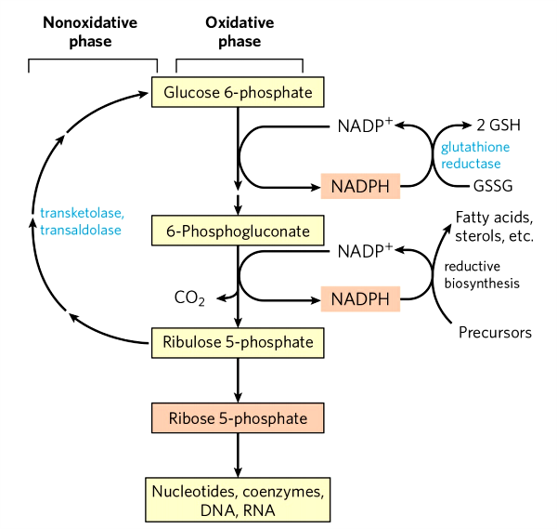 Nonoxidative
phase
Oxidative
phase
Glucose 6-phosphate
NADP+
2 GSH
glutathione
reductase
NADPH
GSSG
transketolase,
transaldolase
6-Phosphogluconate
Fatty acids,
sterols, etc.
NADP+
reductive
biosynthesis
CO2
NADPH
Precursors
Ribulose 5-phosphate
Ribose 5-phosphate
Nucleotides, coenzymes,
DNA, RNA